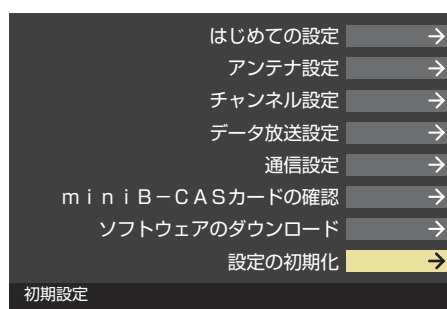 はじめての設定 →
アンテナ設定 →
チャンネル設定 →
データ放送設定 →
通信設定 →
ｍｉｎｉＢ－ＣＡＳカードの確認 →
ソフトウェアのダウンロード →
設定の初期化 →
初期設定